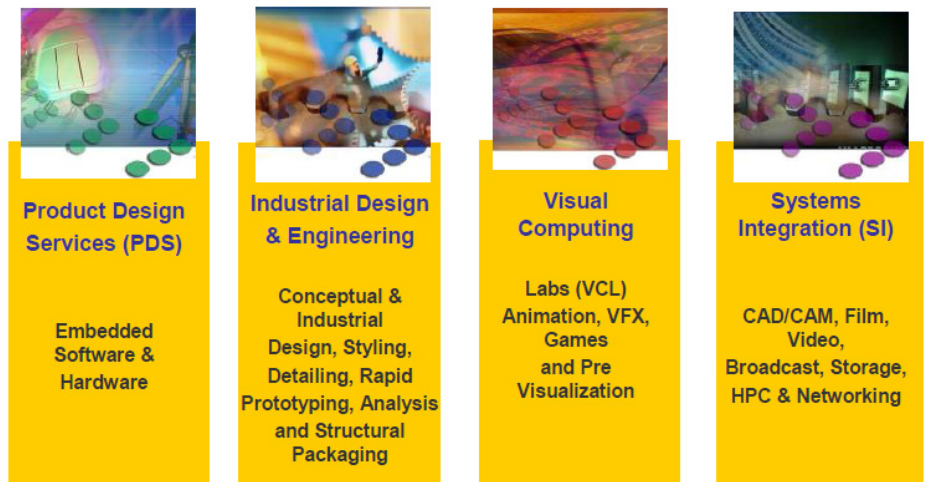 Product Design
Services (PDS)
Embedded
Software &
Hardware
Industrial Design
& Engineering
Conceptual &
Industrial
Design, Styling,
Detailing, Rapid
Prototyping, Analysis
and Structural
Packaging
Visual
Computing
Labs (VCL)
Animation, VFX,
Games
and Pre
Visualization
Systems
Integration (SI)
CAD/CAM, Film,
Video,
Broadcast, Storage,
HPC & Networking